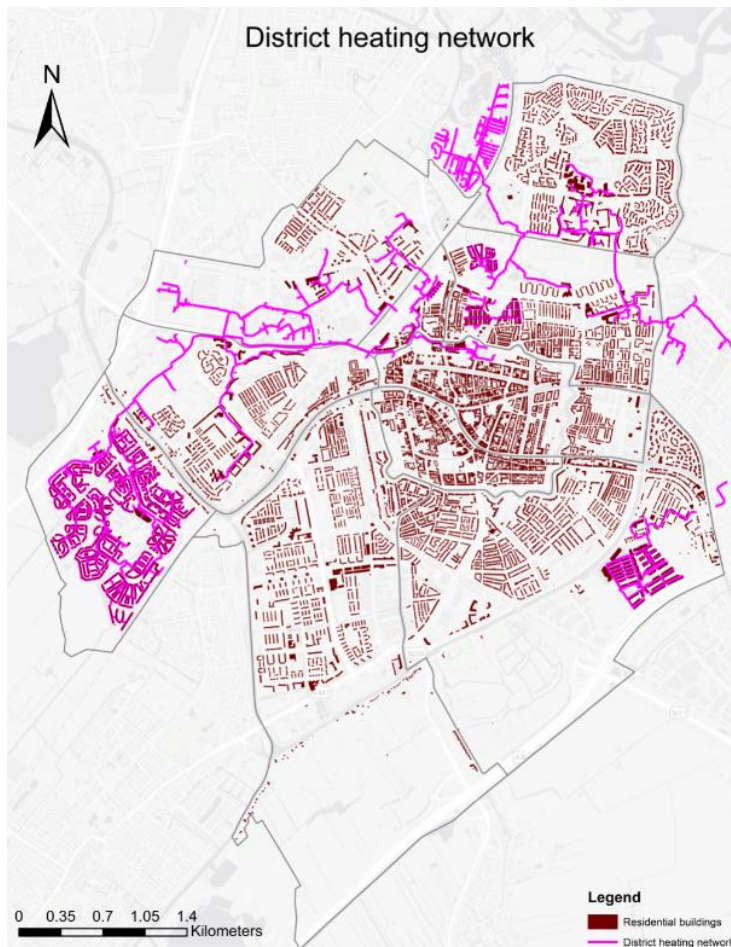 District heating network
N
0 0.35 0.7 1.05 1.4
Kilometers
Legend
Residential buildings
District heating network